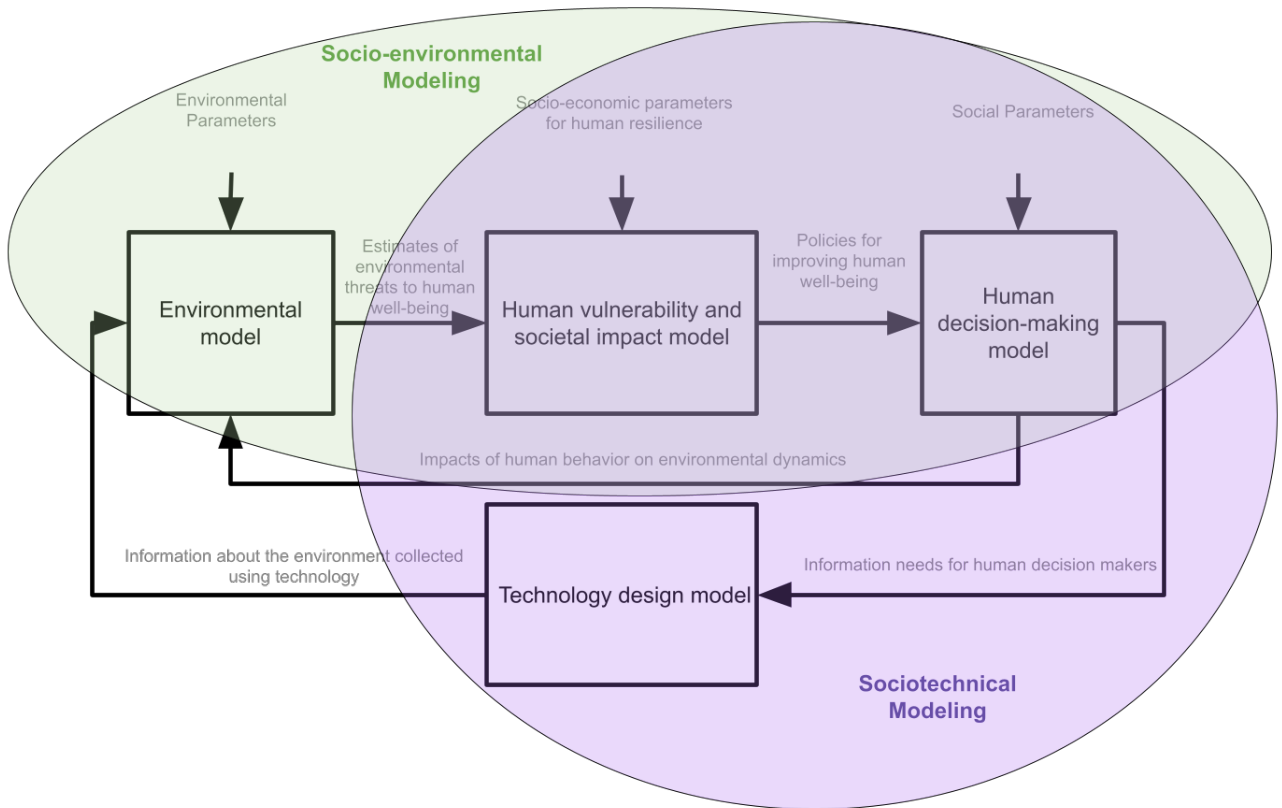 Socio-environmental
Modeling
Environmental
Parameters
Socio-economic parameters
for human resilience
Social Parameters
Estimates of
environmental
threats to human
well-being
Policies for
improving human
well-being
Environmental
model
Human vulnerability and
societal impact model
Human
decision-making
model
Impacts of human behavior on environmental dynamics
Information about the environment collected
using technology
Technology design model
Information needs for human decision makers
Sociotechnical
Modeling